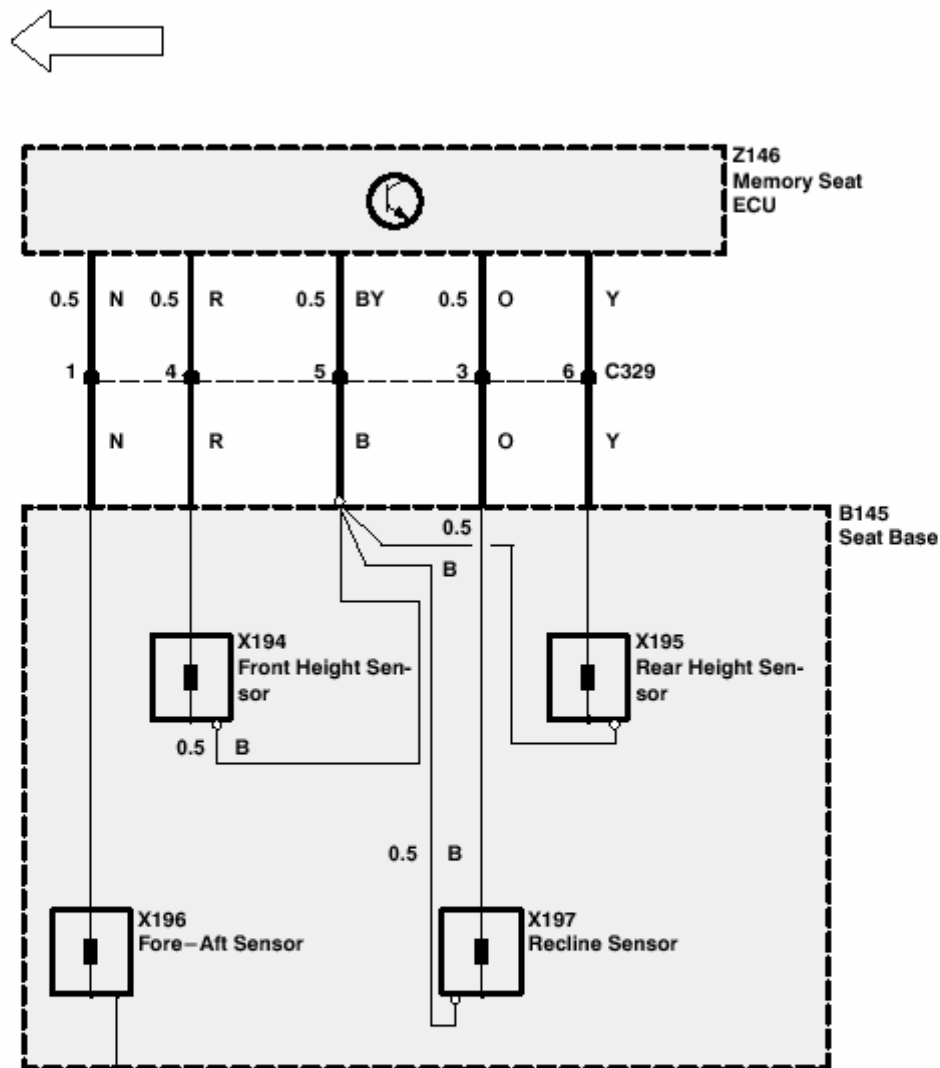 Z146
Memory Seat
ECU
0.5 N 0.5 R 0.5 BY 0.5 O Y
1 4 5 3 6 C329
N R B O Y
B145
Seat Base
0.5
B
X194
Front Height Sen-
sor
X195
Rear Height Sen-
sor
0.5 B
0.5 B
X196
Fore-Aft Sensor
X197
Recline Sensor